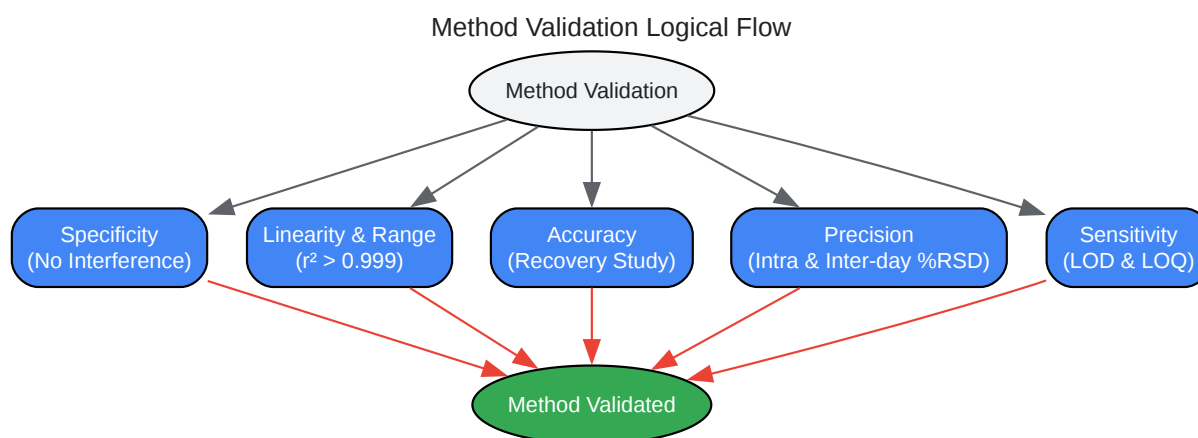 Method Validation Logical Flow
Method Validation
Specificity
(No Interference)
Linearity & Range
(r² > 0.999)
Accuracy
(Recovery Study)
Precision
(Intra & Inter-day %RSD)
Sensitivity
(LOD & LOQ)
Method Validated